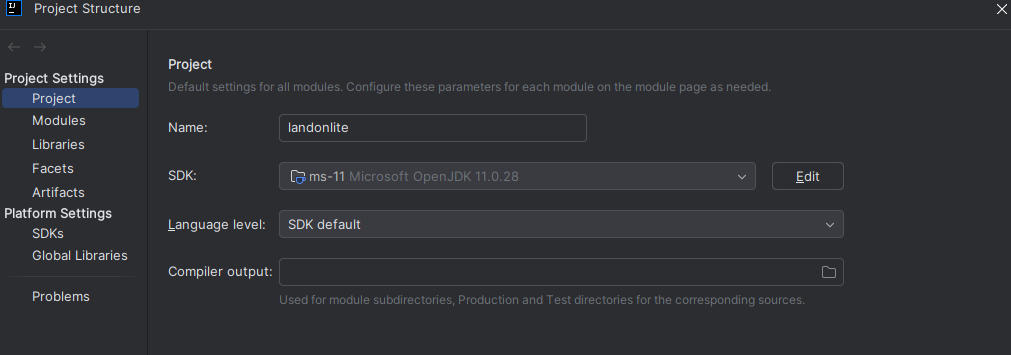 IJ
Project Structure
Project Settings
Project
Modules
Libraries
Facets
Artifacts
Platform Settings
SDKs
Global Libraries
Problems
Project
Default settings for all modules. Configure these parameters for each module on the module page as needed.
Name: landonlite
SDK: ms-11 Microsoft OpenJDK 11.0.28 Edit
Language level: SDK default
Compiler output:
Used for module subdirectories, Production and Test directories for the corresponding sources.